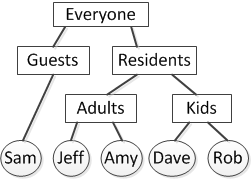 Everyone
Guests Residents
Adults Kids
Sam Jeff Amy Dave Rob